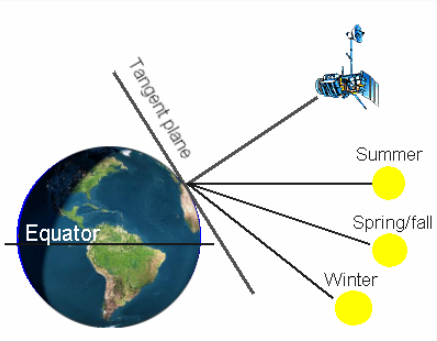 Tangent plane
Summer
Spring/fall
Equator
Winter